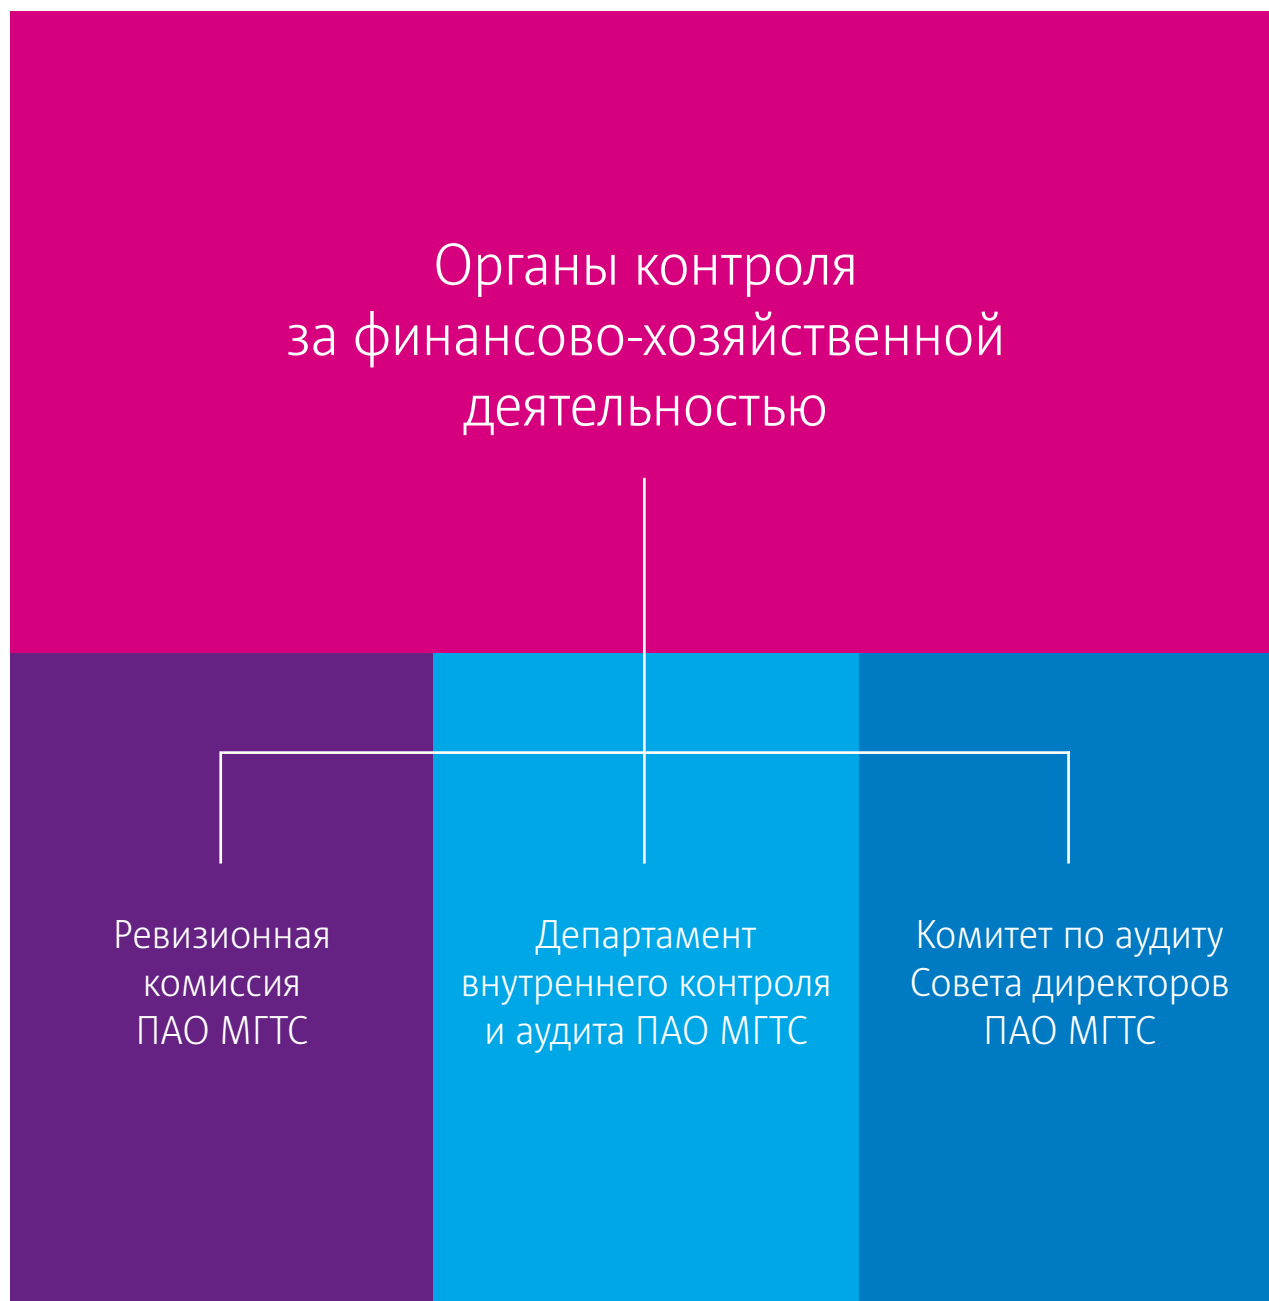 Органы контроля
за финансово-хозяйственной
деятельностью
Ревизионная
комиссия
ПАО МГТС
Департамент
внутреннего контроля
и аудита ПАО МГТС
Комитет по аудиту
Совета директоров
ПАО МГТС